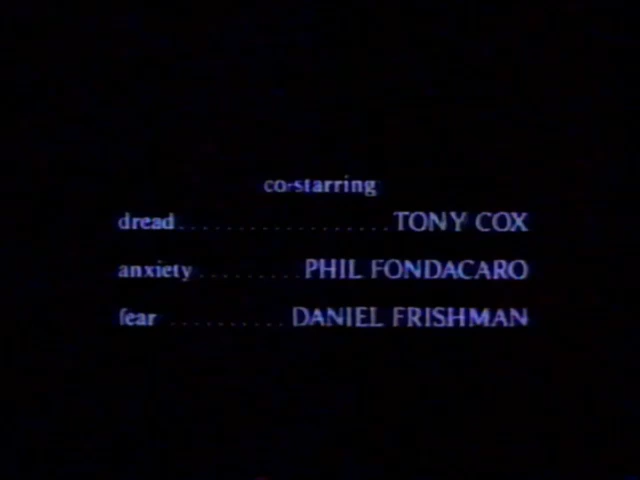 co-starring
dread..................TONY COX
anxiety.........PHIL FONDACARO
fear ..........DANIEL FRISHMAN